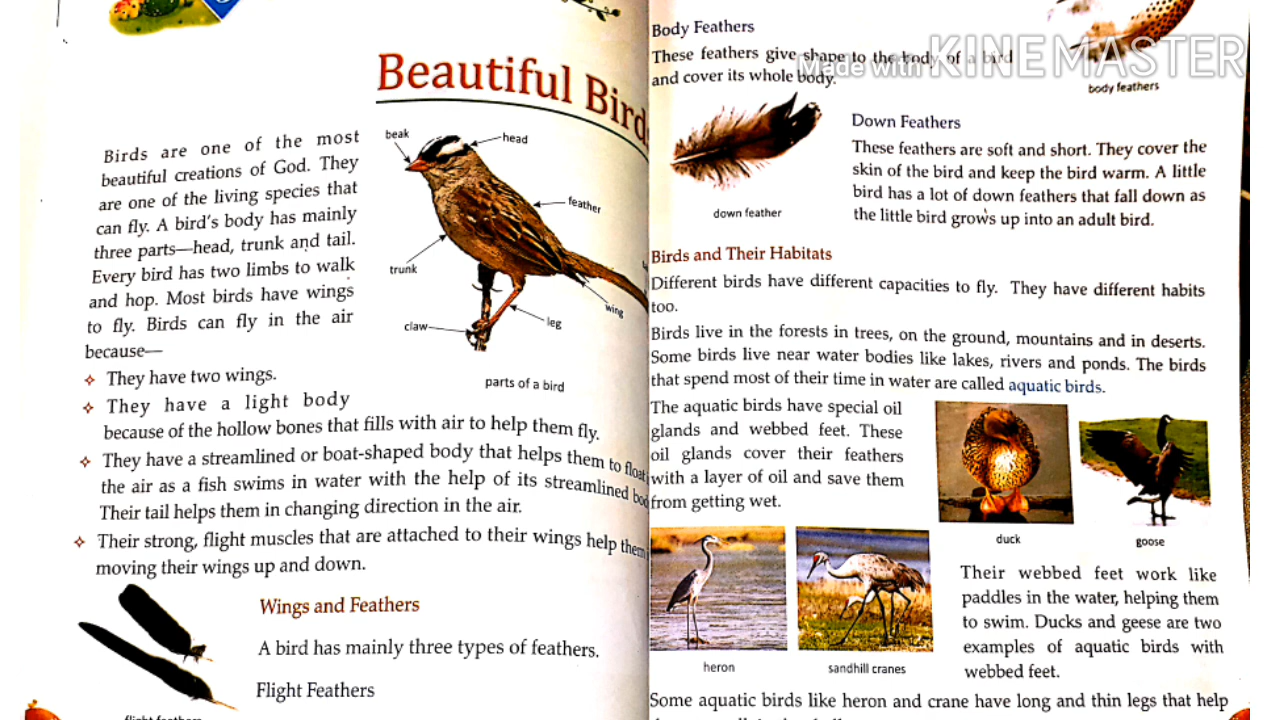 Beautiful Birds
beak
head
feather
trunk
wing
leg
claw
parts of a bird
Birds are one of the most
beautiful creations of God. They
are one of the living species that
can fly. A bird's body has mainly
three parts—head, trunk and tail.
Every bird has two limbs to walk
and hop. Most birds have wings
to fly. Birds can fly in the air
because—
They have two wings.
They have a light body
because of the hollow bones that fills with air to help them fly.
They have a streamlined or boat-shaped body that helps them to float
the air as a fish swims in water with the help of its streamlined
Their tail helps them in changing direction in the air.
Their strong, flight muscles that are attached to their wings help them
moving their wings up and down.
Wings and Feathers
A bird has mainly three types of feathers.
Flight Feathers
flight feathers
Body Feathers
These feathers give shape to the body of a bird
and cover its whole body.
Made with KINEMASTER
body feathers
down feather
Down Feathers
These feathers are soft and short. They cover the
skin of the bird and keep the bird warm. A little
bird has a lot of down feathers that fall down as
the little bird grows up into an adult bird.
Birds and Their Habitats
Different birds have different capacities to fly. They have different habits
too.
Birds live in the forests in trees, on the ground, mountains and in deserts.
Some birds live near water bodies like lakes, rivers and ponds. The birds
that spend most of their time in water are called aquatic birds.
The aquatic birds have special oil
glands and webbed feet. These
oil glands cover their feathers
with a layer of oil and save them
from getting wet.
duck
goose
heron
sandhill cranes
Their webbed feet work like
paddles in the water, helping them
to swim. Ducks and geese are two
examples of aquatic birds with
webbed feet.
Some aquatic birds like heron and crane have long and thin legs that help